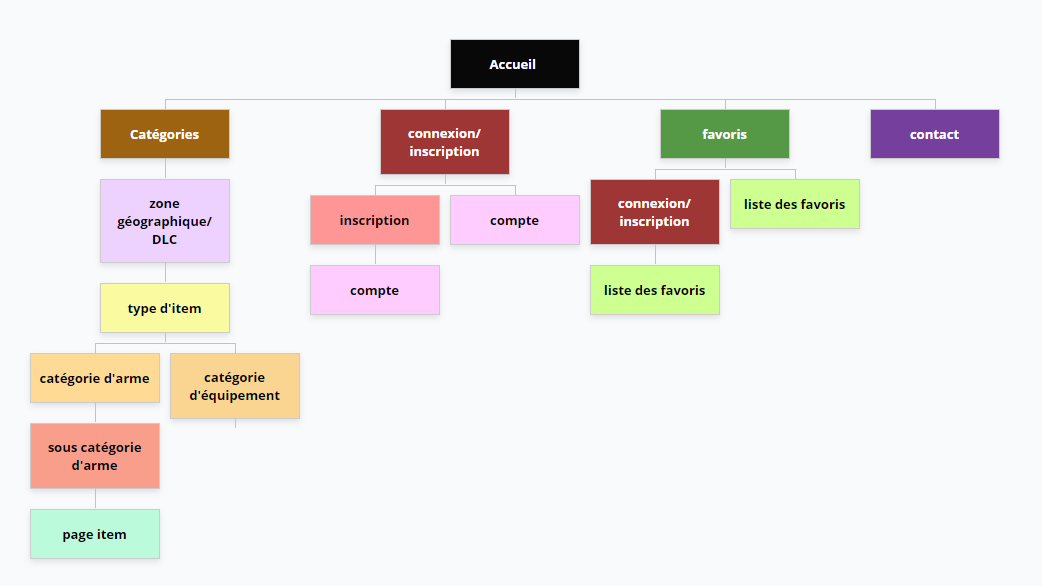 Accueil
Catégories
connexion/
inscription
favoris
contact
zone
géographique/
DLC
inscription
compte
connexion/
inscription
liste des favoris
type d'item
compte
liste des favoris
catégorie d'arme
catégorie
d'équipement
sous catégorie
d'arme
page item